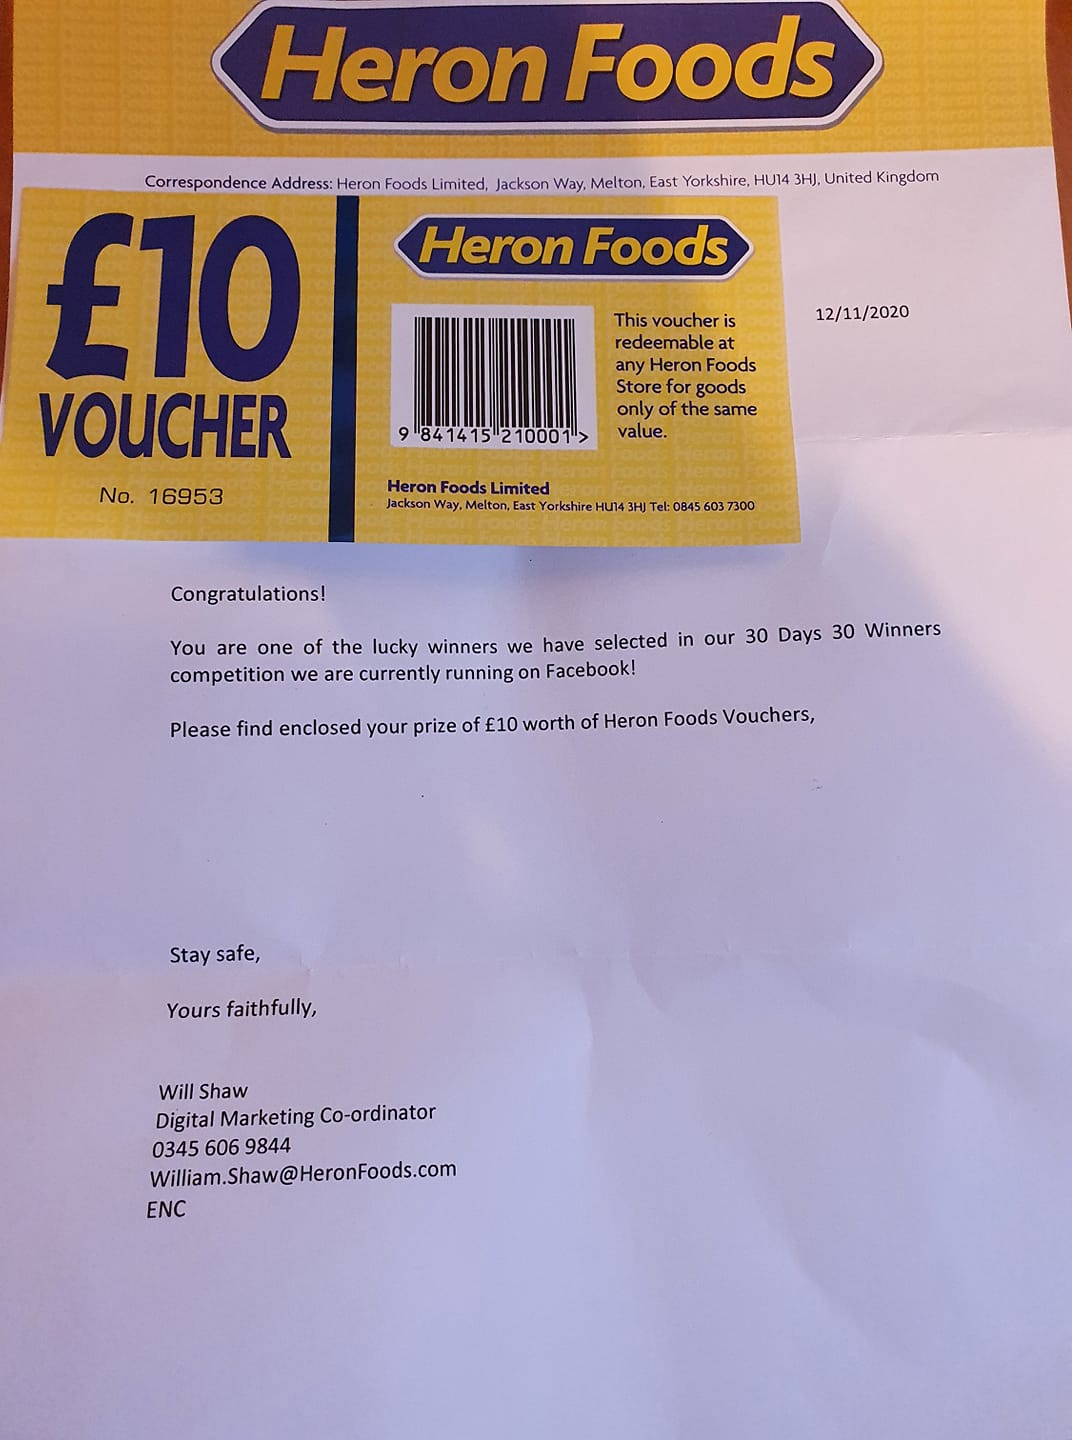 Heron Foods
Correspondence Address: Heron Foods Limited, Jackson Way, Melton, East Yorkshire, HU14 3HJ, United Kingdom
£10
VOUCHER
No. 16953
Heron Foods
9 841415 210001 >
This voucher is
redeemable at
any Heron Foods
Store for goods
only of the same
value.
Heron Foods Limited
Jackson Way, Melton, East Yorkshire HU14 3HJ Tel: 0845 603 7300
12/11/2020
Congratulations!
You are one of the lucky winners we have selected in our 30 Days 30 Winners
competition we are currently running on Facebook!
Please find enclosed your prize of £10 worth of Heron Foods Vouchers,
Stay safe,
Yours faithfully,
Will Shaw
Digital Marketing Co-ordinator
0345 606 9844
William.Shaw@HeronFoods.com
ENC